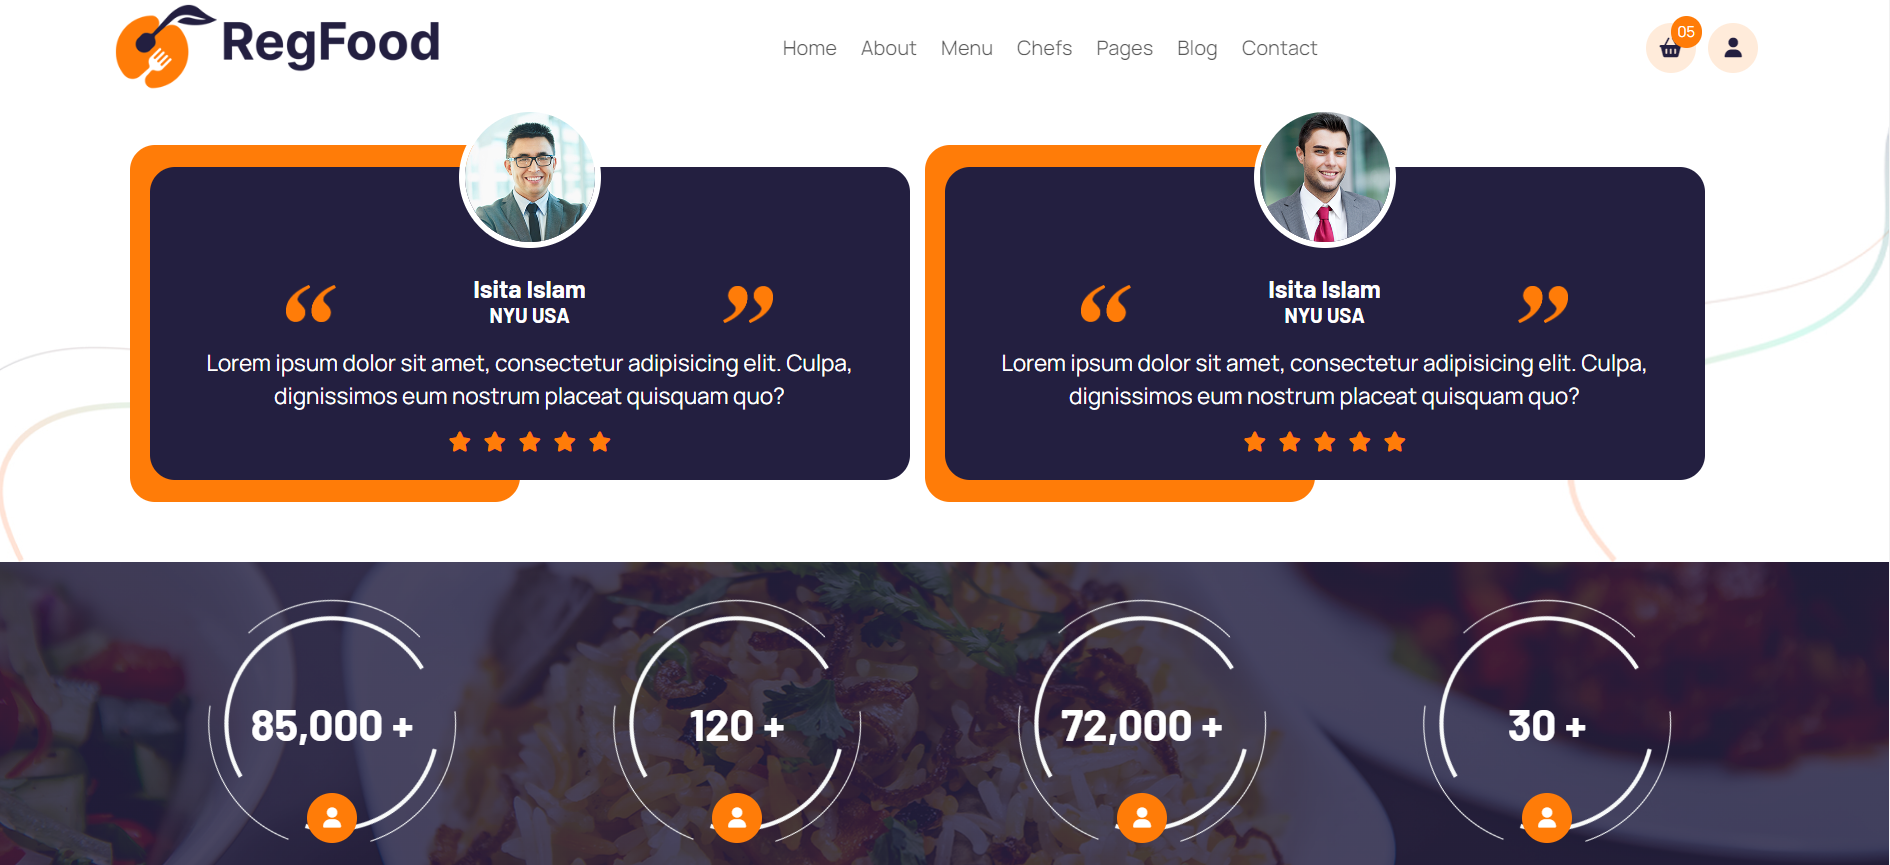 RegFood
Home About Menu Chefs Pages Blog Contact
05
“ Isita Islam ”
NYU USA
Lorem ipsum dolor sit amet, consectetur adipisicing elit. Culpa,
dignissimos eum nostrum placeat quisquam quo?
“ Isita Islam ”
NYU USA
Lorem ipsum dolor sit amet, consectetur adipisicing elit. Culpa,
dignissimos eum nostrum placeat quisquam quo?
85,000 +
120 +
72,000 +
30 +